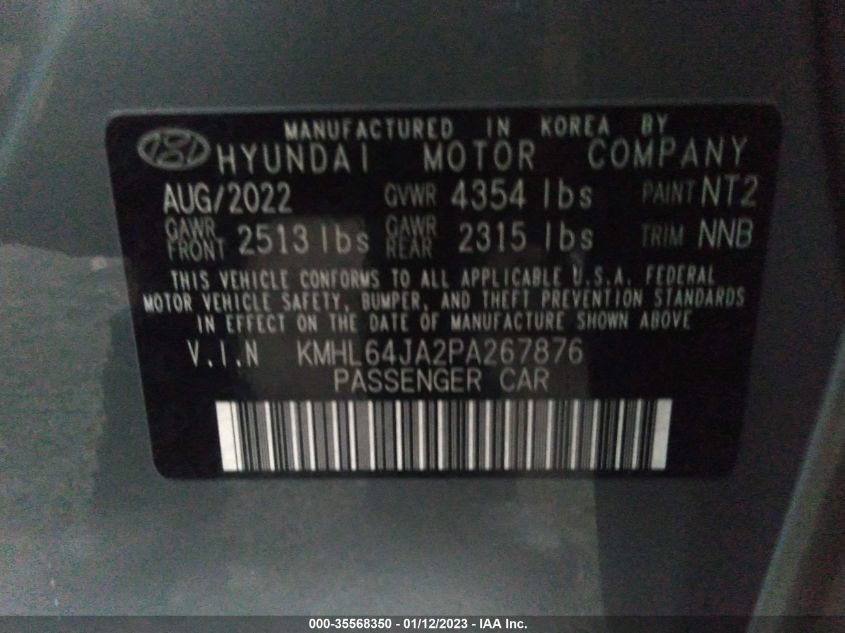 MANUFACTURED IN KOREA BY
HYUNDAI MOTOR COMPANY
AUG/2022 GVWR 4354 lbs PAINT NT2
GAWR FRONT 2513 lbs GAWR REAR 2315 lbs TRIM NNB
THIS VEHICLE CONFORMS TO ALL APPLICABLE U.S.A. FEDERAL
MOTOR VEHICLE SAFETY, BUMPER, AND THEFT PREVENTION STANDARDS
IN EFFECT ON THE DATE OF MANUFACTURE SHOWN ABOVE
V.I.N KMHL64JA2PA267876
PASSENGER CAR
000-35568350 - 01/12/2023 - IAA Inc.